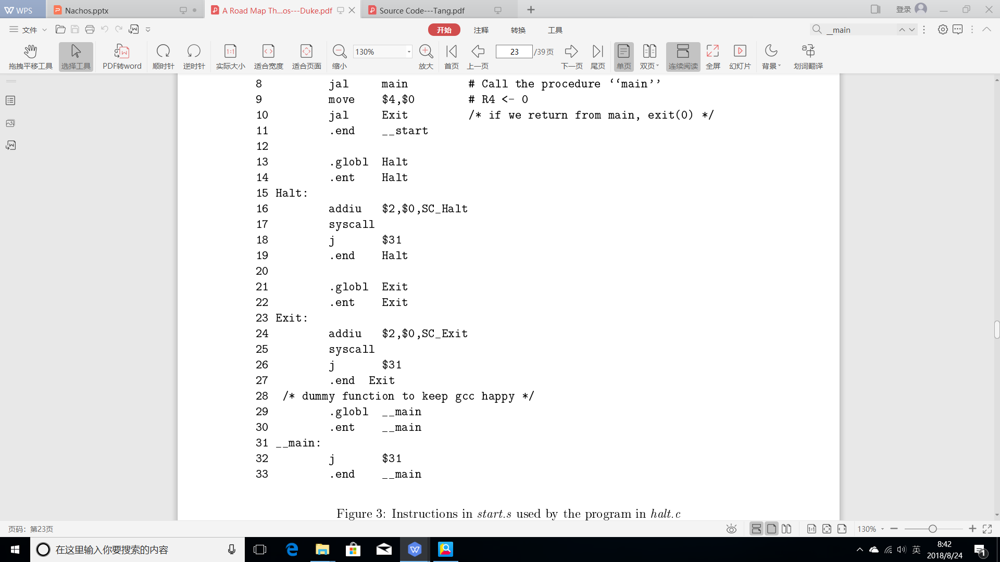 WPS Nachos.pptx A Road Map Th...os---Duke.pdf Source Code---Tang.pdf 登录
文件 开始 注释 转换 工具 __main
拖拽平移工具 选择工具 PDF转word 顺时针 逆时针 实际大小 适合宽度 适合页面 缩小 130% 放大 首页 上一页 23 /39页 下一页 尾页 单页 双页 连续阅读 全屏 幻灯片 背景 划词翻译
8 jal main # Call the procedure ‘‘main’’
9 move $4,$0 # R4 <- 0
10 jal Exit /* if we return from main, exit(0) */
11 .end __start
12
13 .globl Halt
14 .ent Halt
15 Halt:
16 addiu $2,$0,SC_Halt
17 syscall
18 j $31
19 .end Halt
20
21 .globl Exit
22 .ent Exit
23 Exit:
24 addiu $2,$0,SC_Exit
25 syscall
26 j $31
27 .end Exit
28 /* dummy function to keep gcc happy */
29 .globl __main
30 .ent __main
31 __main:
32 j $31
33 .end __main
Figure 3: Instructions in start.s used by the program in halt.c
页码: 第23页 130%
在这里输入你要搜索的内容 英 8:42
2018/8/24 1